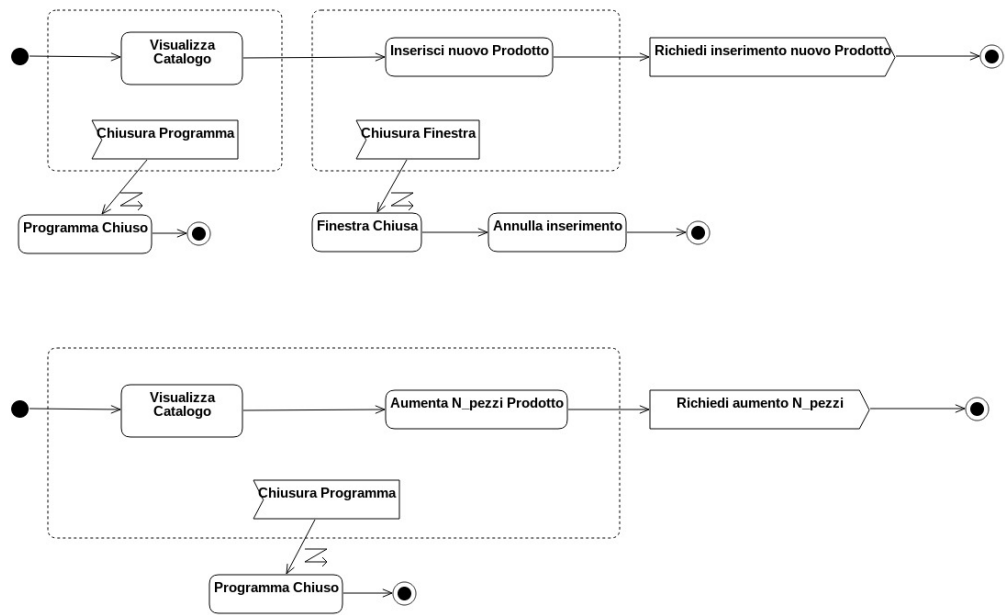 Visualizza
Catalogo
Inserisci nuovo Prodotto
Richiedi inserimento nuovo Prodotto
Chiusura Programma
Chiusura Finestra
Programma Chiuso
Finestra Chiusa
Annulla inserimento
Visualizza
Catalogo
Aumenta N_pezzi Prodotto
Richiedi aumento N_pezzi
Chiusura Programma
Programma Chiuso